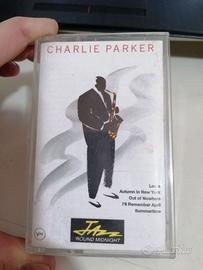 CHARLIE PARKER
Laura
Autumn in New York
Out of Nowhere
I'll Remember April
Summertime
Jazz
'ROUND MIDNIGHT